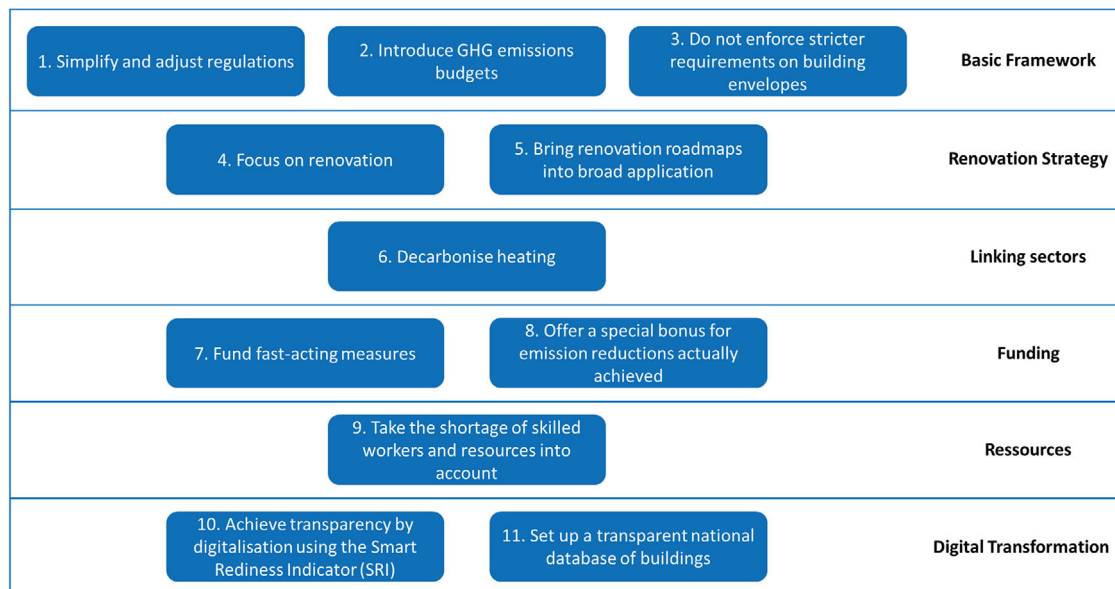 1. Simplify and adjust regulations
2. Introduce GHG emissions
budgets
3. Do not enforce stricter
requirements on building
envelopes
Basic Framework
4. Focus on renovation
5. Bring renovation roadmaps
into broad application
Renovation Strategy
6. Decarbonise heating
Linking sectors
7. Fund fast-acting measures
8. Offer a special bonus for
emission reductions actually
achieved
Funding
9. Take the shortage of skilled
workers and resources into
account
Ressources
10. Achieve transparency by
digitalisation using the Smart
Rediness Indicator (SRI)
11. Set up a transparent national
database of buildings
Digital Transformation